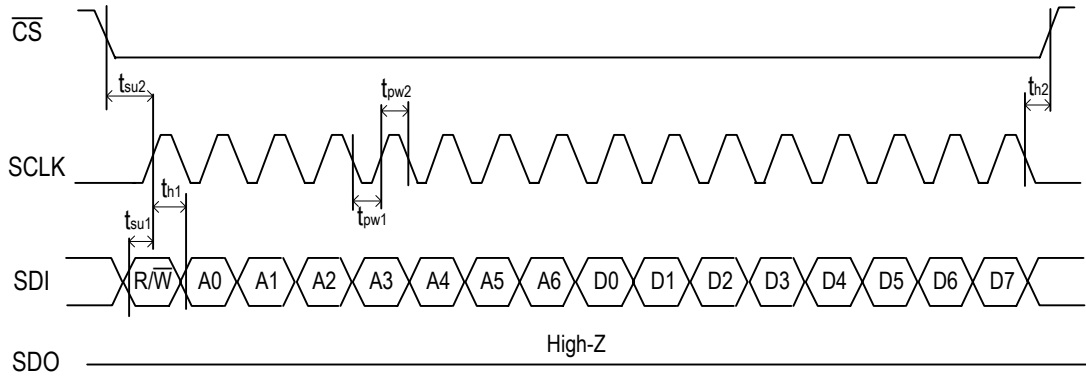 CS
tsu2
tpw2
th2
SCLK
th1
tsu1
tpw1
SDI
R/W A0 A1 A2 A3 A4 A5 A6 D0 D1 D2 D3 D4 D5 D6 D7
High-Z
SDO